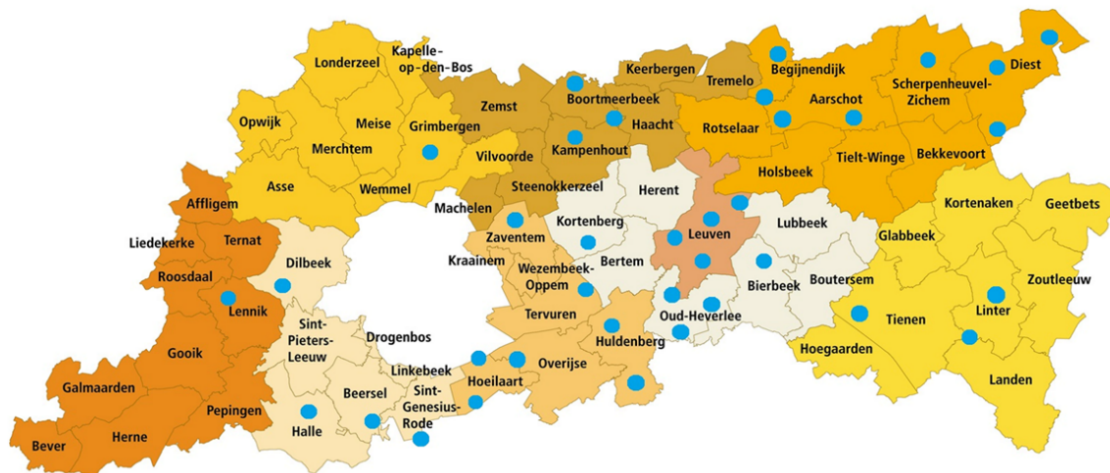 Kapelle-
op-den-Bos
Londerzeel
Keerbergen
Tremelo
Begijnendijk
Diest
Scherpenheuvel-
Zichem
Zemst
Boortmeerbeek
Aarschot
Opwijk
Meise
Grimbergen
Haacht
Rotselaar
Merchtem
Kampenhout
Vilvoorde
Tielt-Winge
Bekkevoort
Holsbeek
Asse
Wemmel
Steenokkerzeel
Herent
Affligem
Machelen
Kortenberg
Lubbeek
Kortenaken
Geetbets
Liedekerke
Ternat
Zaventem
Leuven
Glabbeek
Dilbeek
Kraainem
Bertem
Roosdaal
Wezembeek-
Oppem
Boutersem
Zoutleeuw
Bierbeek
Lennik
Tervuren
Oud-Heverlee
Linter
Tienen
Sint-
Pieters-
Leeuw
Drogenbos
Huldenberg
Hoegaarden
Gooik
Linkebeek
Overijse
Hoeilaart
Landen
Galmaarden
Beersel
Sint-
Genesius-
Rode
Pepingen
Halle
Herne
Bever